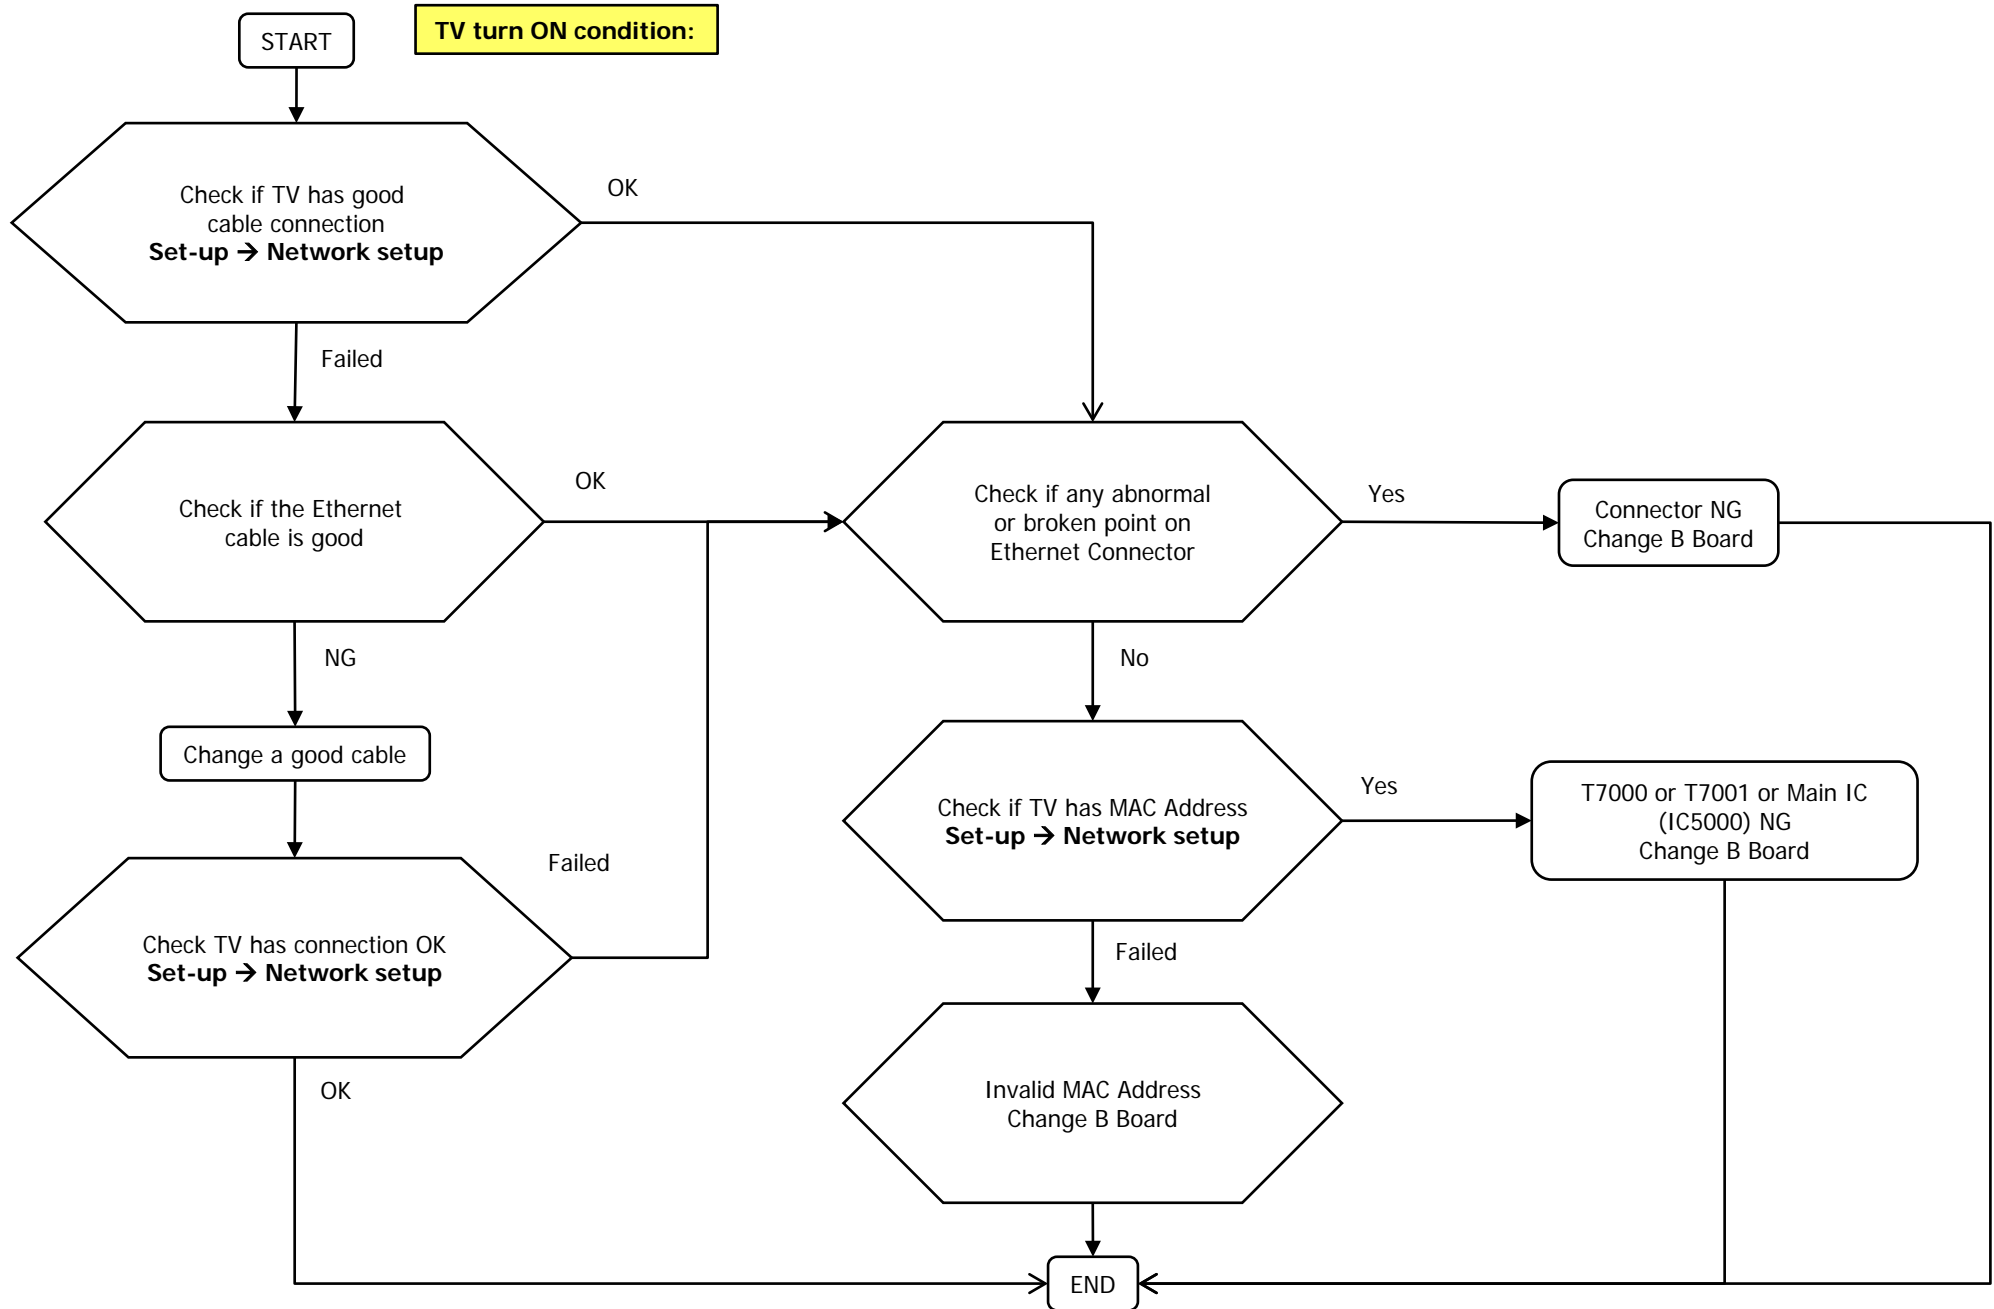 START
TV turn ON condition:
Check if TV has good
cable connection
Set-up → Network setup
OK
Failed
Check if the Ethernet
cable is good
OK
Check if any abnormal
or broken point on
Ethernet Connector
Yes
Connector NG
Change B Board
NG
No
Change a good cable
Check if TV has MAC Address
Set-up → Network setup
Yes
T7000 or T7001 or Main IC
(IC5000) NG
Change B Board
Failed
Check TV has connection OK
Set-up → Network setup
Failed
OK
Invalid MAC Address
Change B Board
END